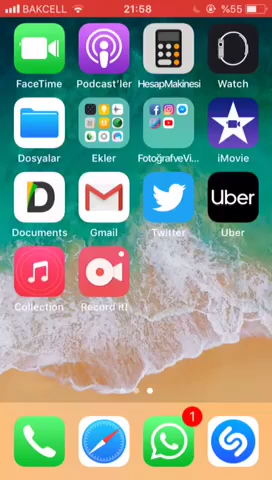 BAKCELL 21:58 %55
FaceTime Podcast'ler HesapMakinesi Watch
Dosyalar Ekler FotoğrafveVi... iMovie
Documents Gmail Twitter Uber
Uber
Collection Record it!
1